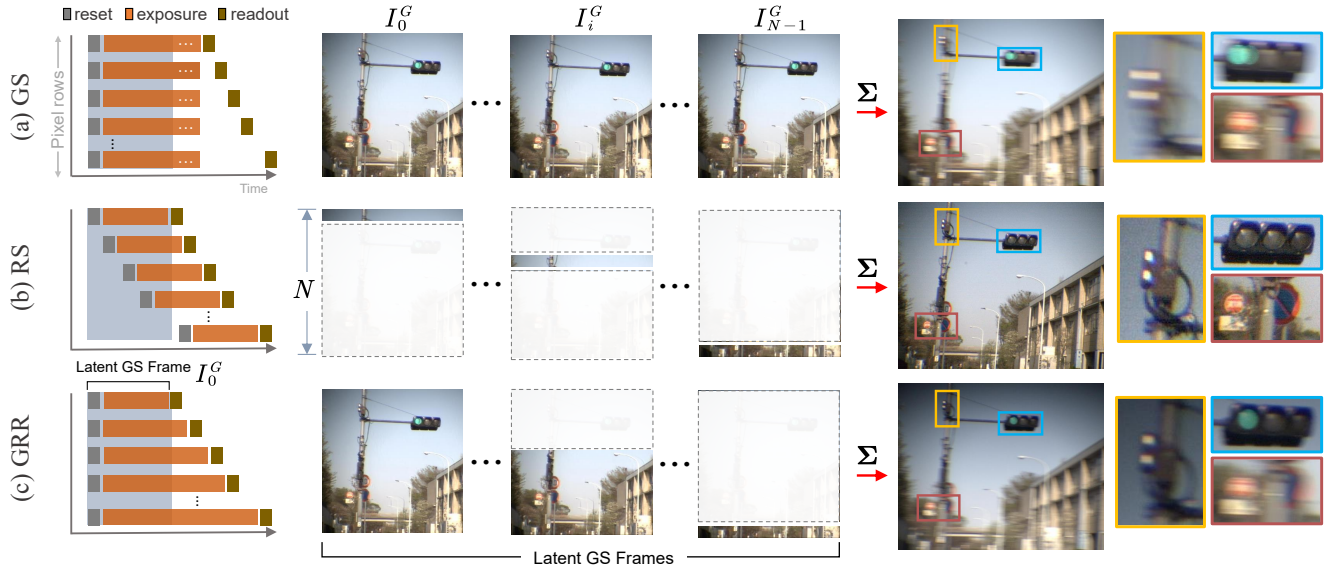 reset exposure readout
I_0^G I_i^G I_{N-1}^G
(a) GS
Pixel rows
... ... ... ... ...
Time
Σ
(b) RS
N
Σ
Latent GS Frame I_0^G
(c) GRR
Σ
Latent GS Frames